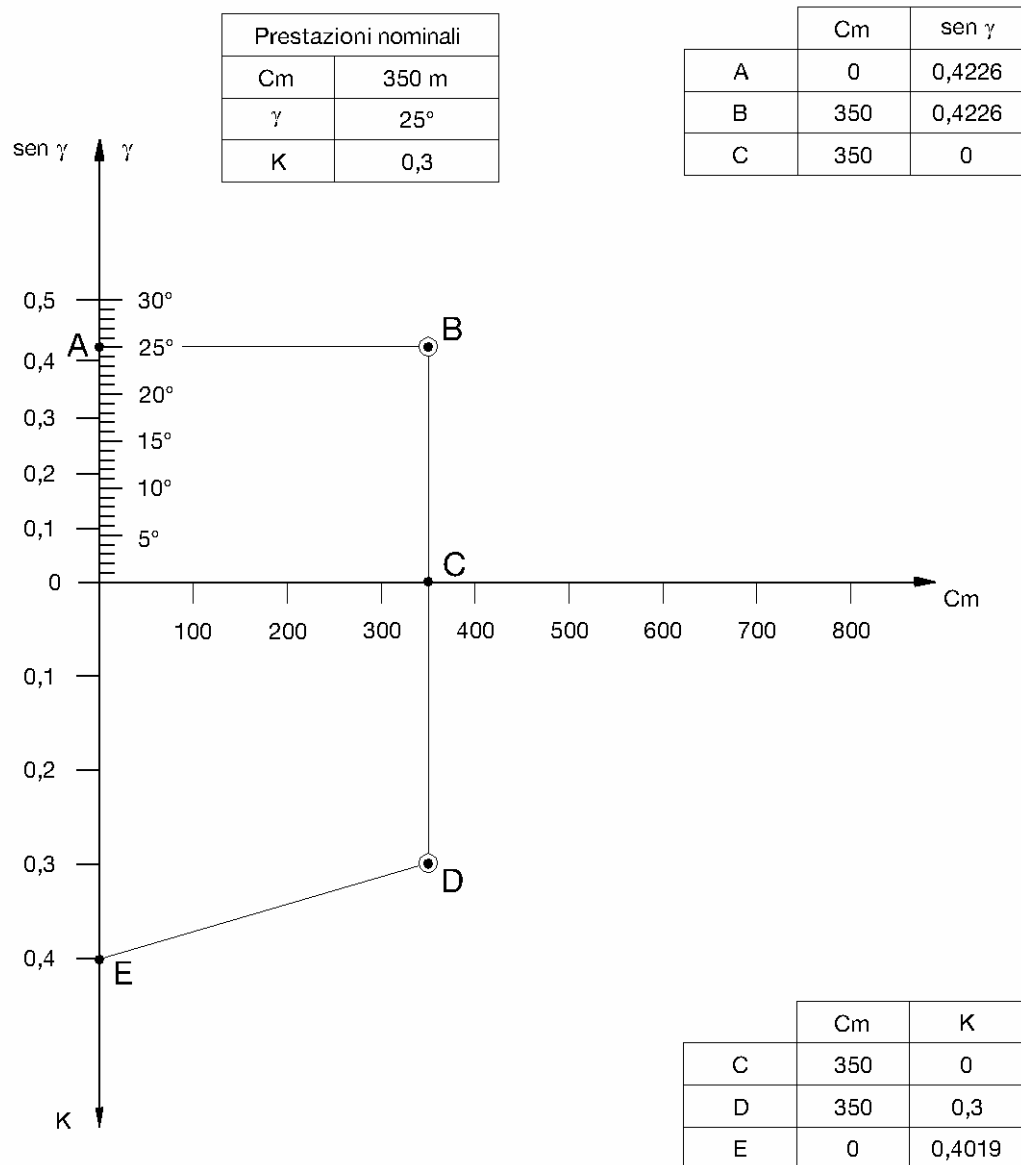 Prestazioni nominali
Cm 350 m
γ 25°
K 0,3
Cm sen γ
A 0 0,4226
B 350 0,4226
C 350 0
sen γ γ
0,5 30°
B
A 25°
0,4
20°
0,3
15°
0,2
10°
0,1
5°
C
0
Cm
100 200 300 400 500 600 700 800
0,1
0,2
0,3
D
0,4
E
K
Cm K
C 350 0
D 350 0,3
E 0 0,4019